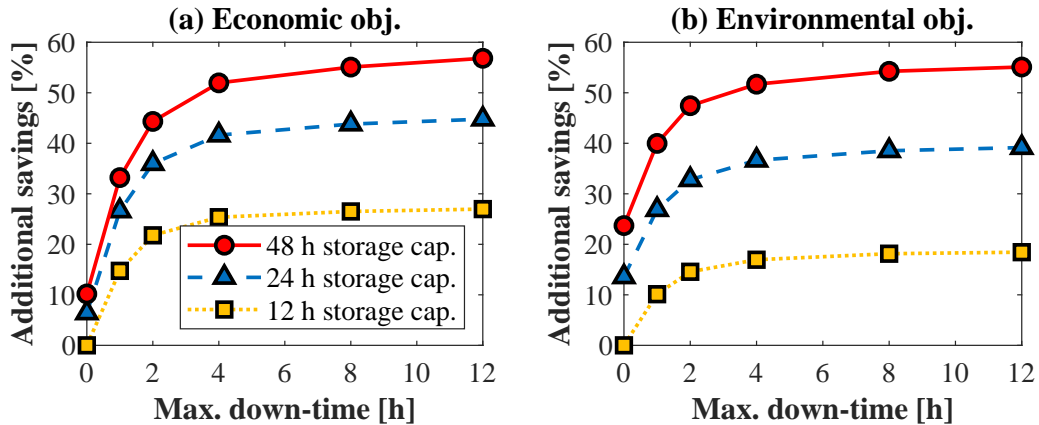 (a) Economic obj.
Additional savings [%]
60
50
40
30
20
10
0
48 h storage cap.
24 h storage cap.
12 h storage cap.
0 2 4 6 8 10 12
Max. down-time [h]
(b) Environmental obj.
Additional savings [%]
60
50
40
30
20
10
0
0 2 4 6 8 10 12
Max. down-time [h]